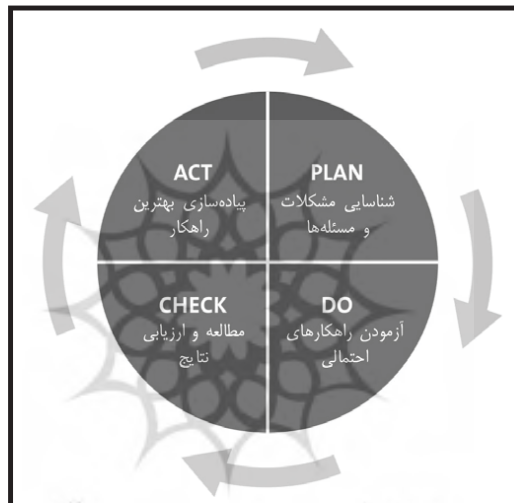 ACT
پیاده‌سازی بهترین
راهکار
PLAN
شناسایی مشکلات
و مسئله‌ها
CHECK
مطالعه و ارزیابی
نتایج
DO
آزمودن راهکارهای
احتمالی